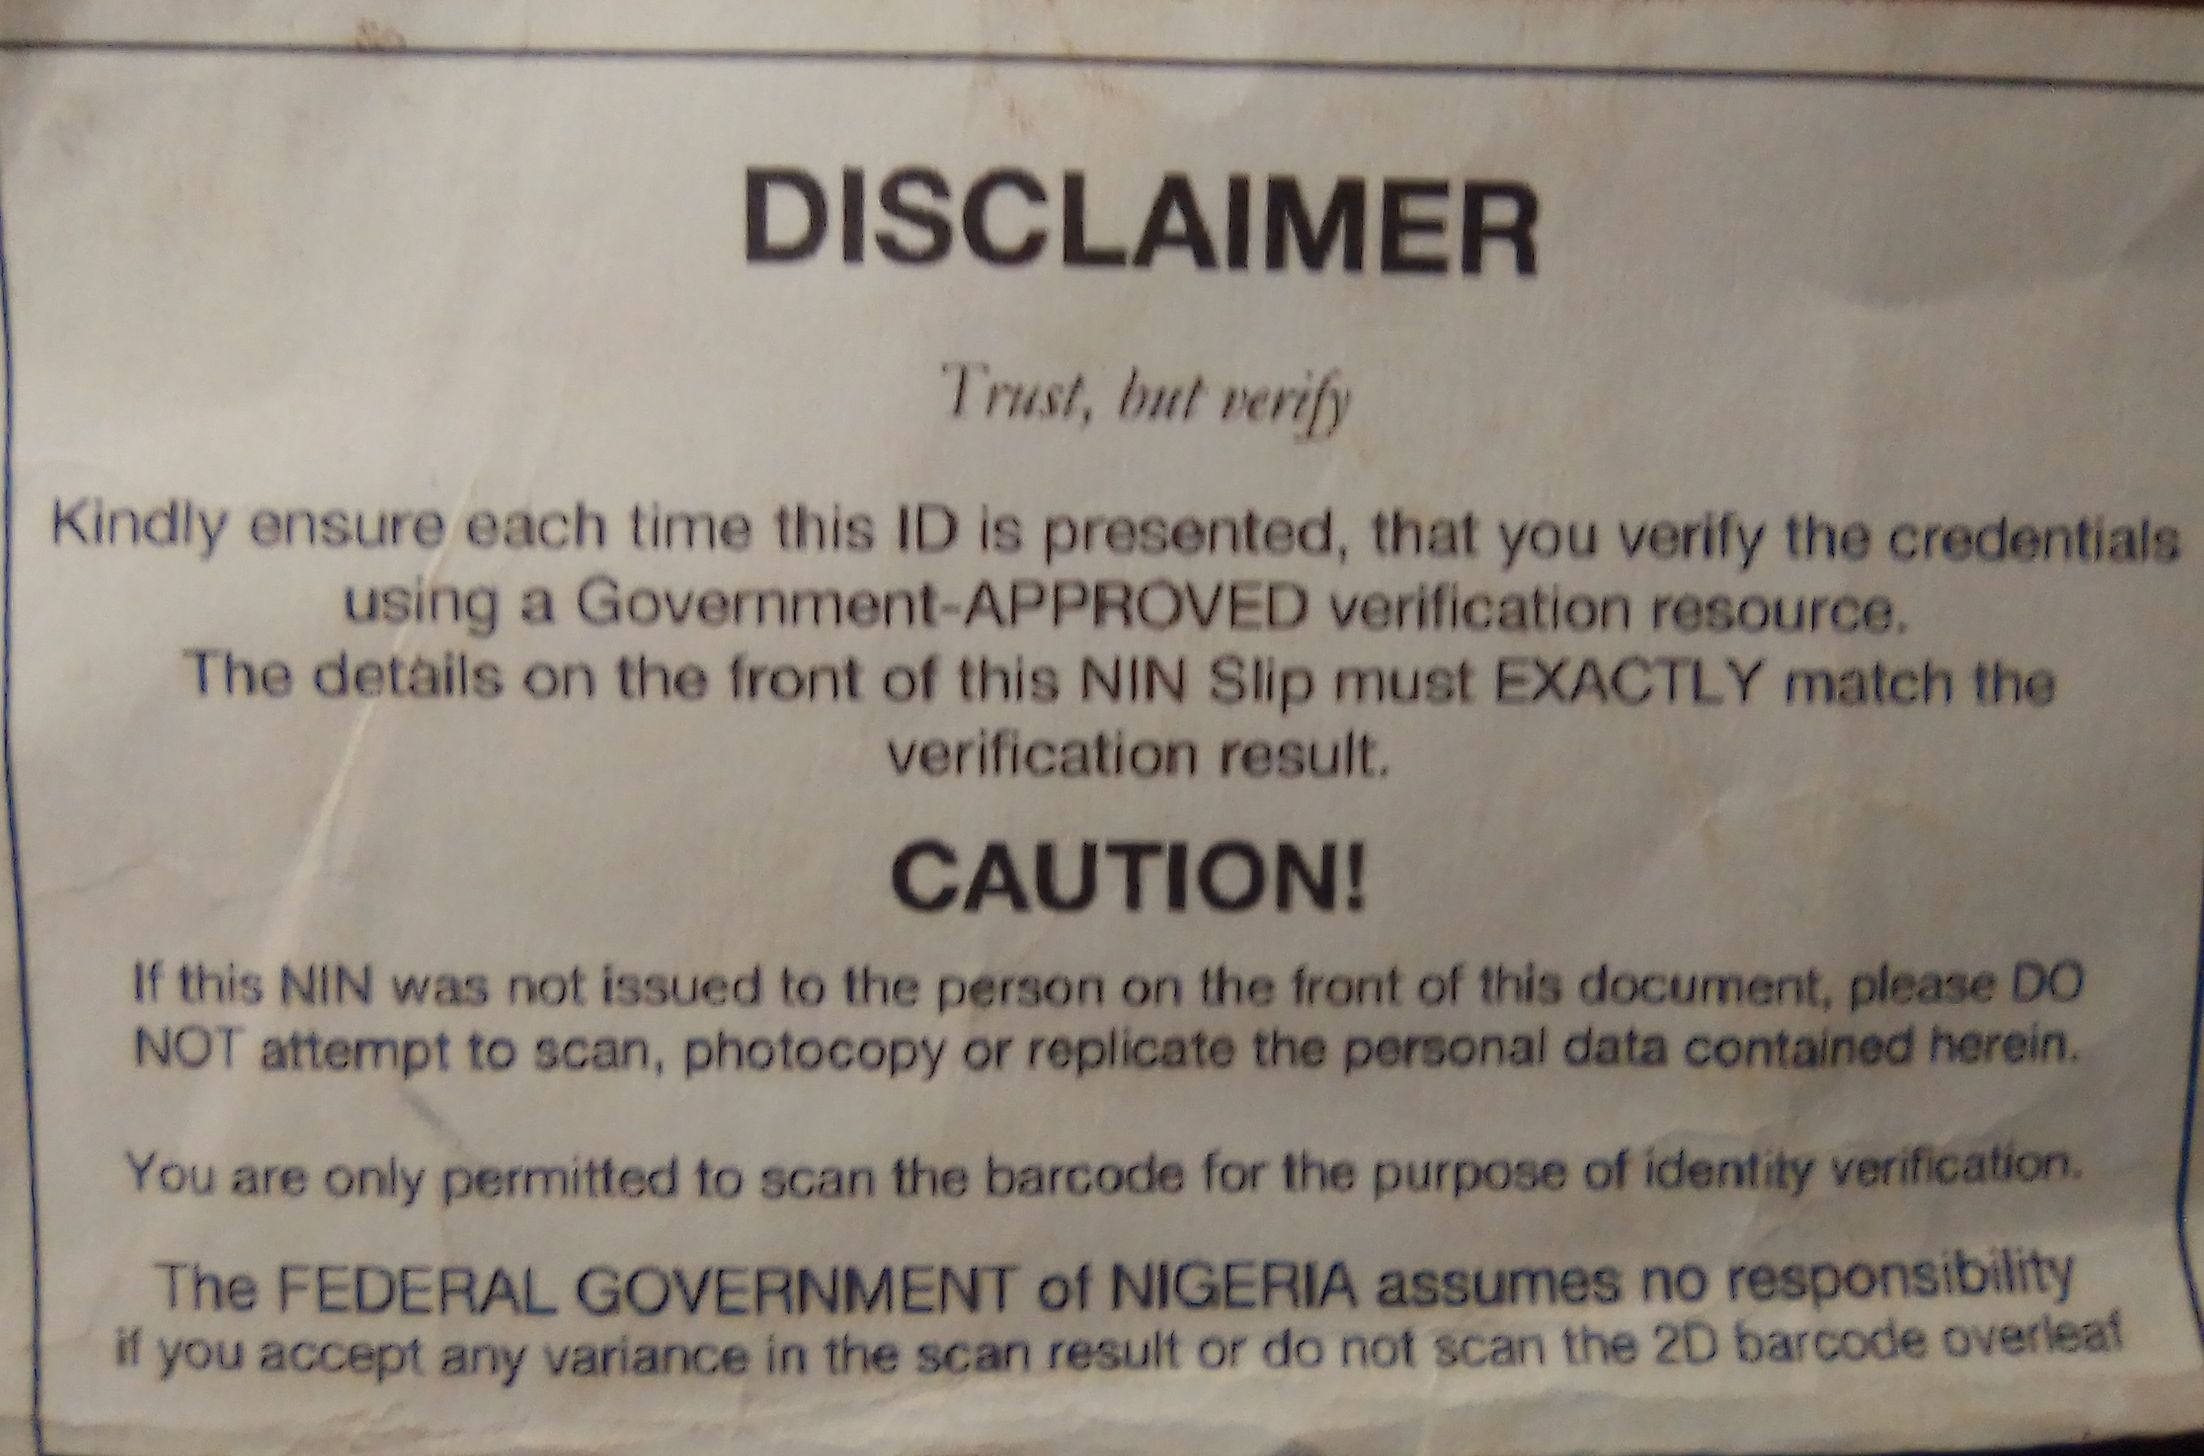 DISCLAIMER
Trust, but verify
Kindly ensure each time this ID is presented, that you verify the credentials
using a Government-APPROVED verification resource.
The details on the front of this NIN Slip must EXACTLY match the
verification result.
CAUTION!
If this NIN was not issued to the person on the front of this document, please DO
NOT attempt to scan, photocopy or replicate the personal data contained herein.
You are only permitted to scan the barcode for the purpose of identity verification.
The FEDERAL GOVERNMENT of NIGERIA assumes no responsibility
if you accept any variance in the scan result or do not scan the 2D barcode overleaf